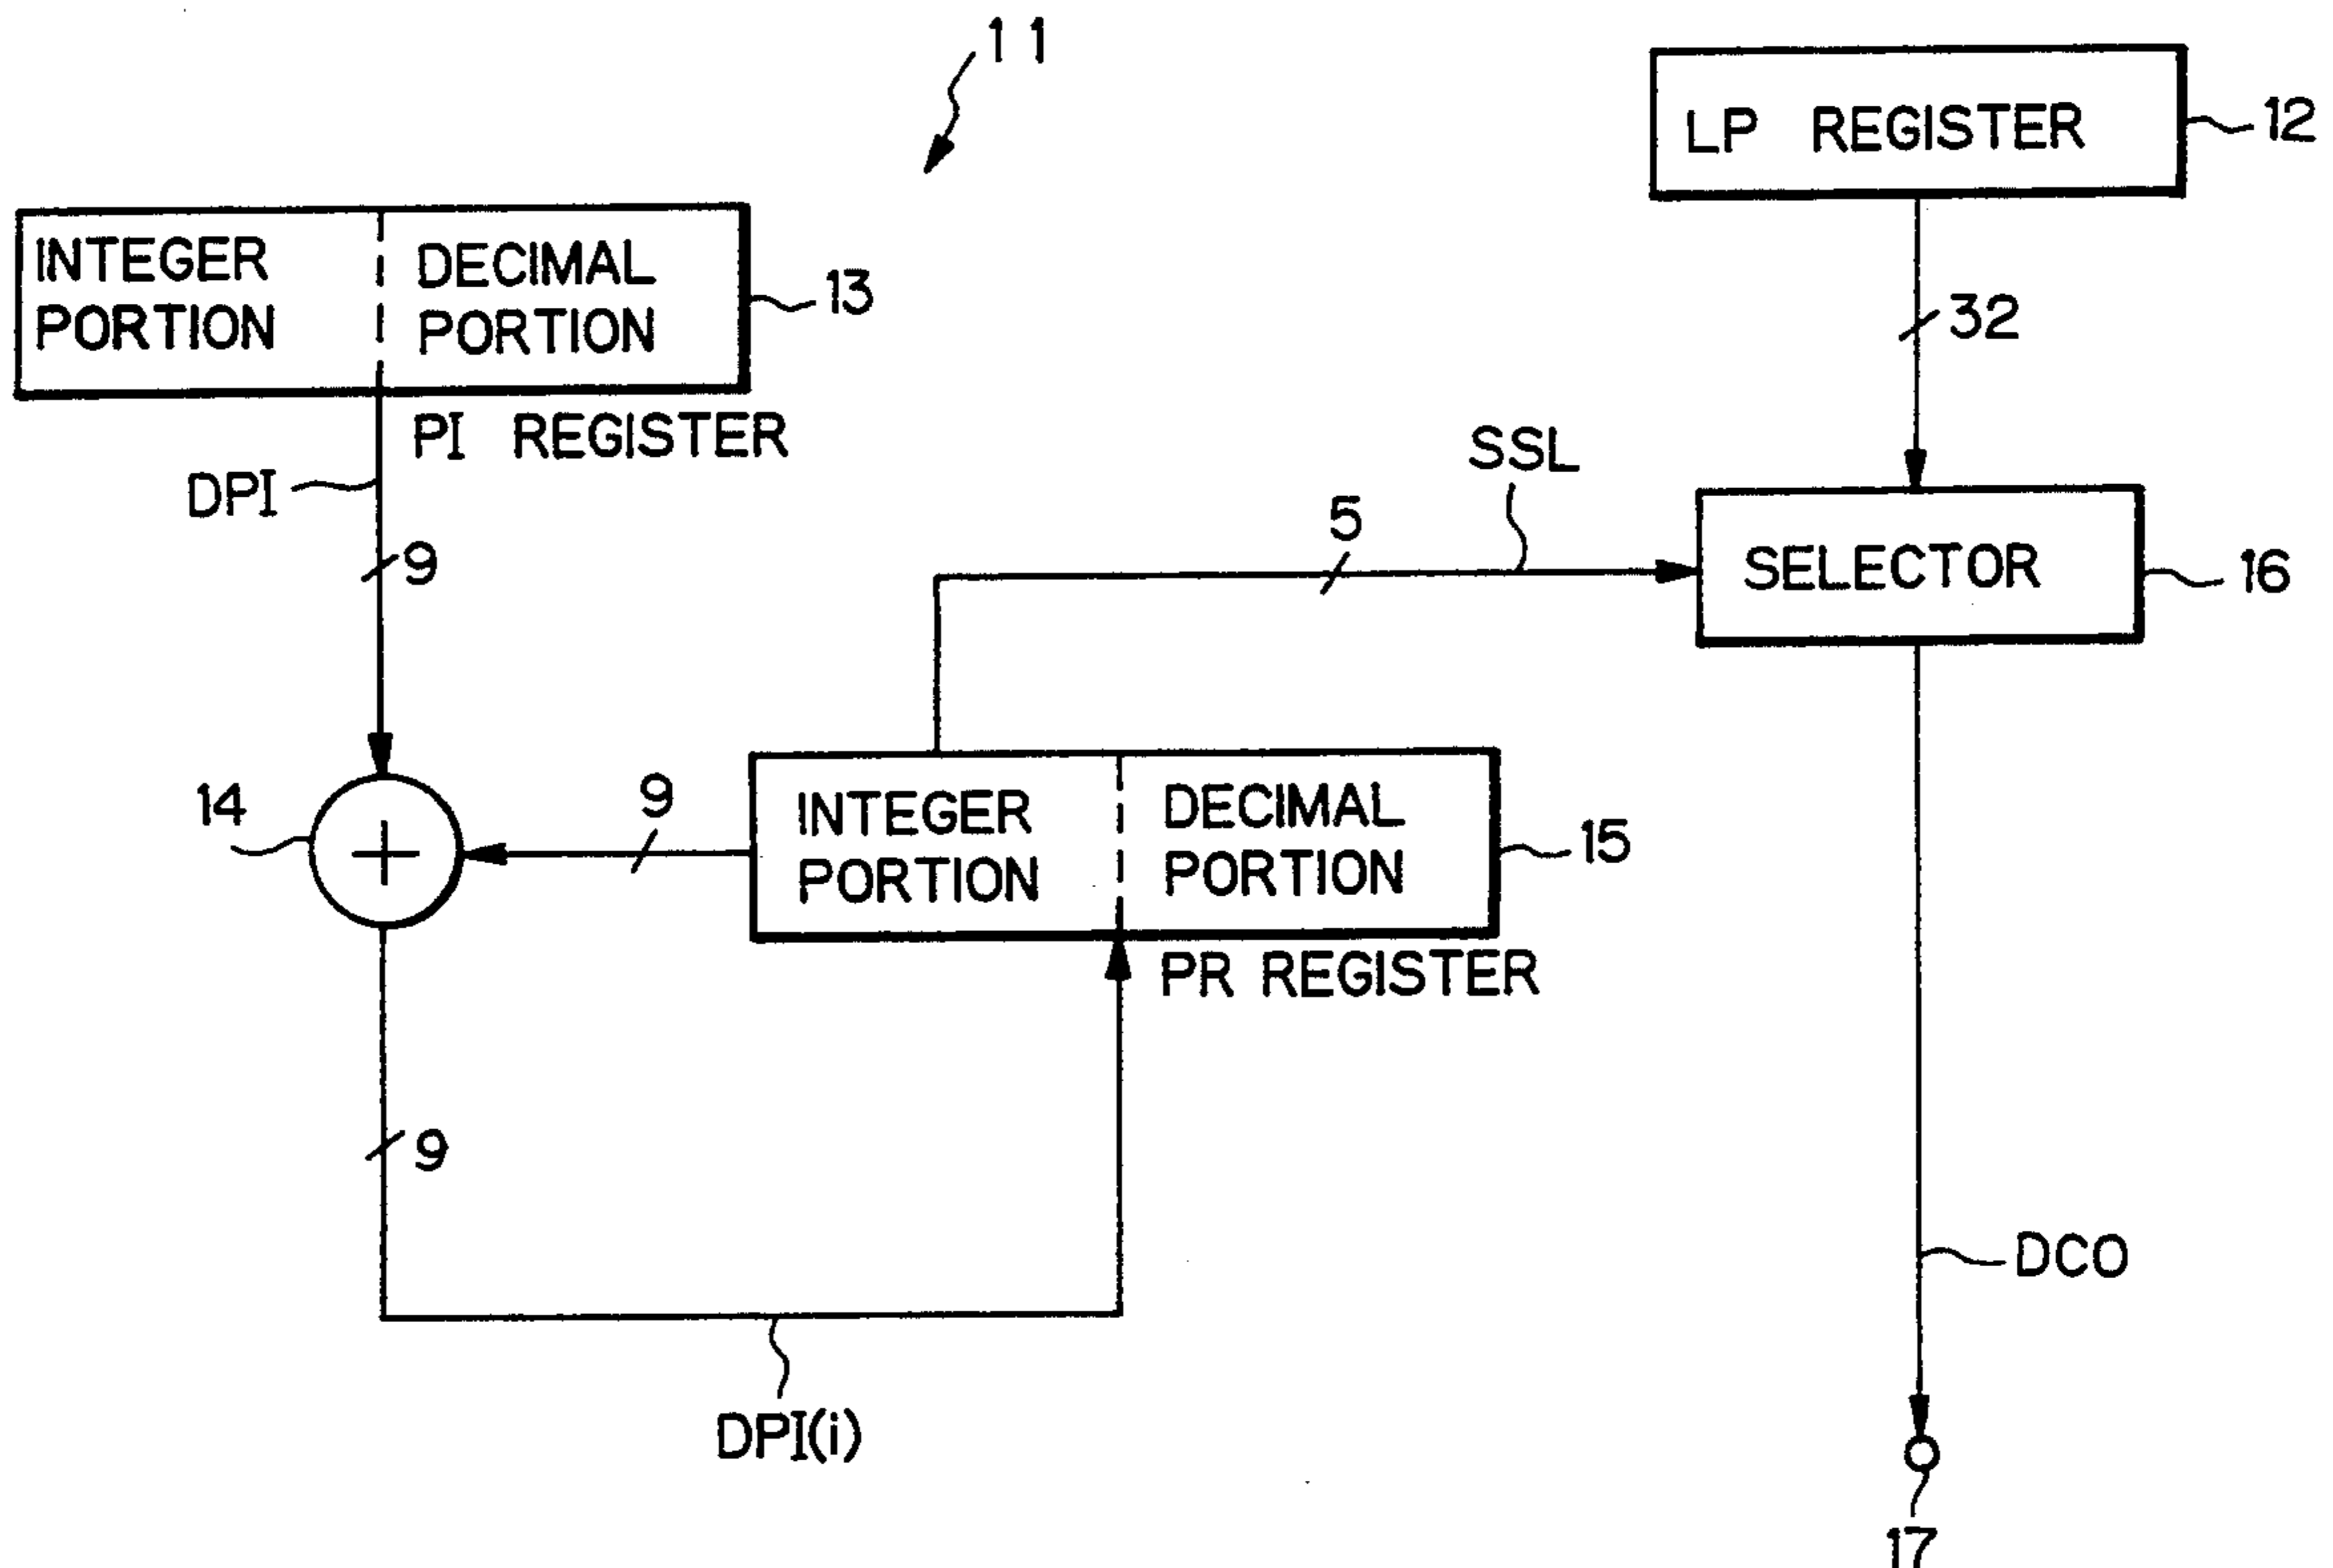 11
LP REGISTER
12
INTEGER PORTION
DECIMAL PORTION
13
32
PI REGISTER
DPI
SSL
9
5
SELECTOR
16
14
9
INTEGER PORTION
DECIMAL PORTION
15
PR REGISTER
9
DCO
DPI(i)
17